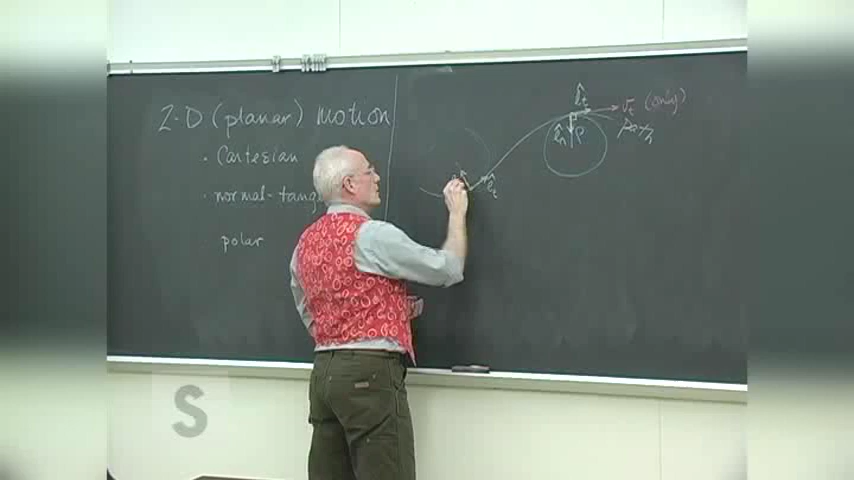 2-D (planar) motion
• Cartesian
• normal-tang
polar
ê_t
v_t (only)
ê_n
ρ
Path
ê_t
S